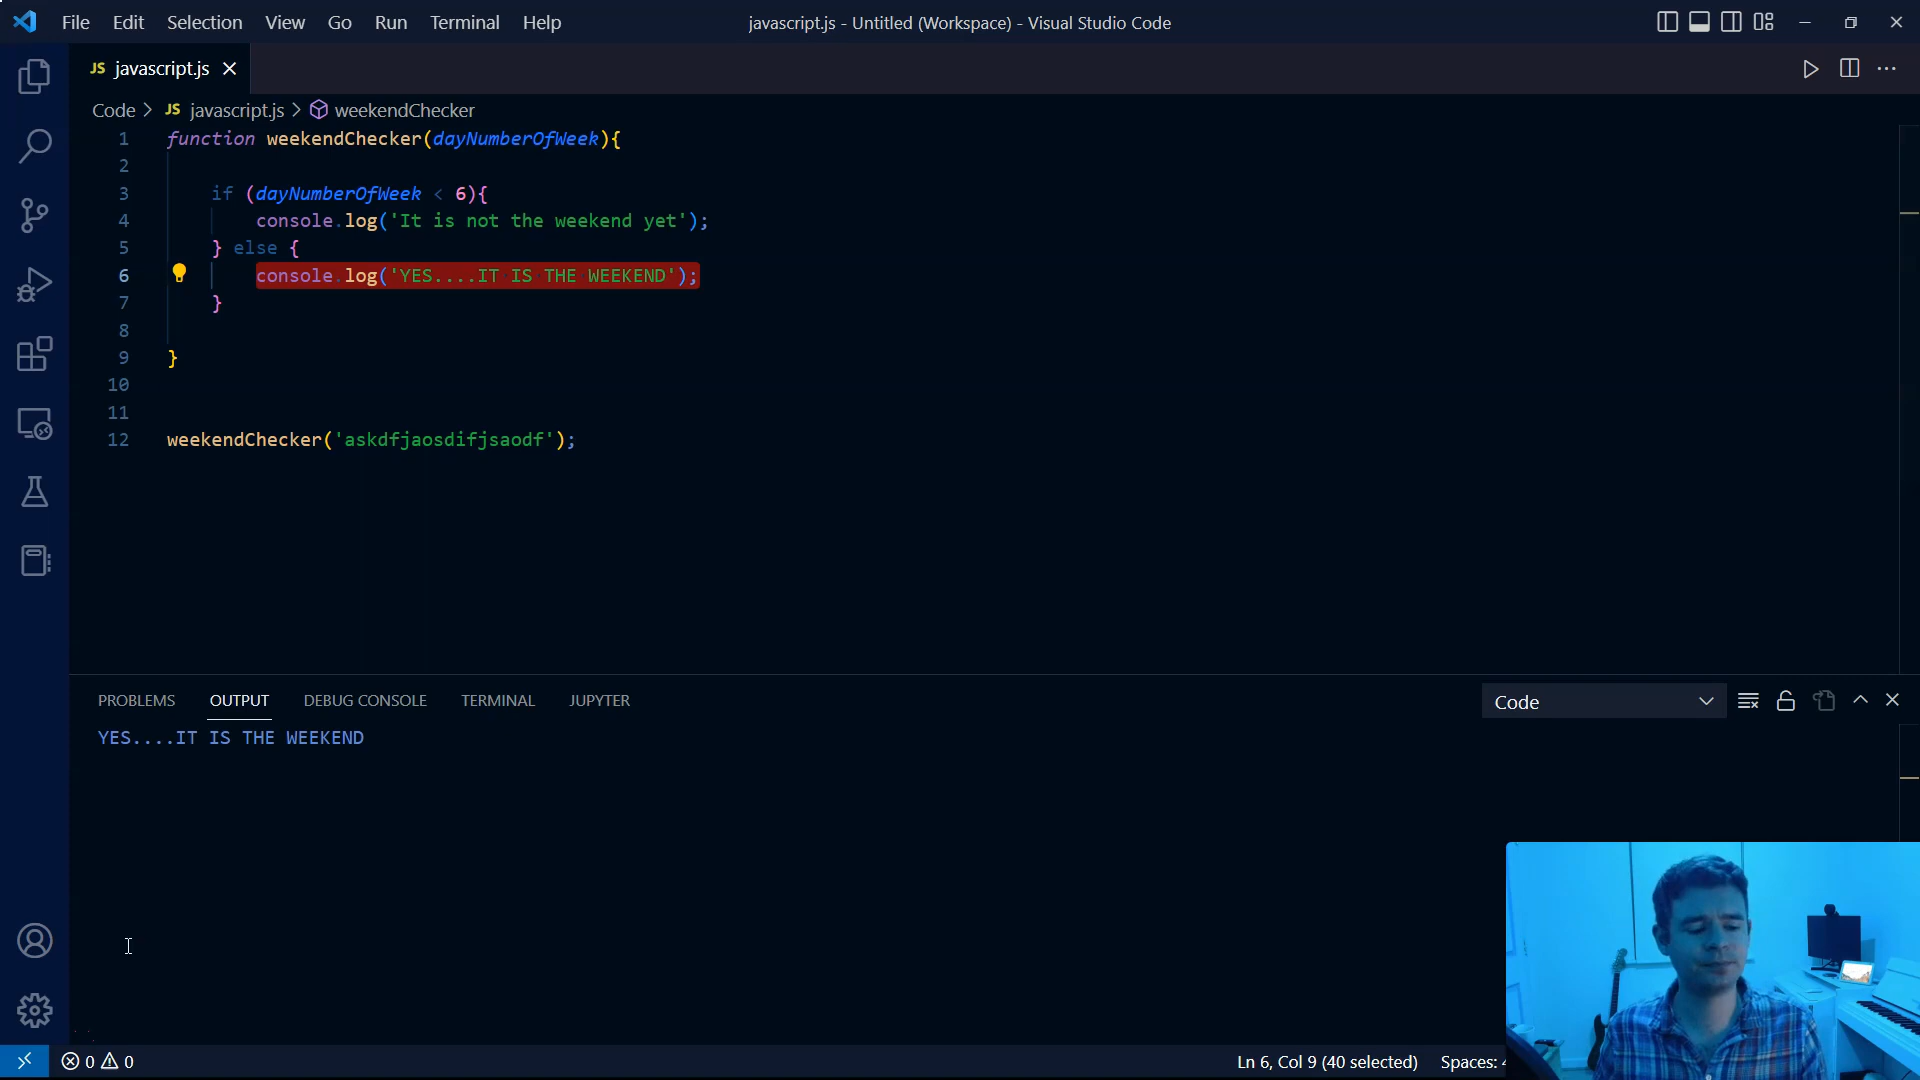 File Edit Selection View Go Run Terminal Help
javascript.js - Untitled (Workspace) - Visual Studio Code
JS javascript.js
Code > JS javascript.js > weekendChecker
1 function weekendChecker(dayNumberOfWeek){
2
3 if (dayNumberOfWeek < 6){
4 console.log('It is not the weekend yet');
5 } else {
6 console.log('YES....IT IS THE WEEKEND');
7 }
8
9 }
10
11
12 weekendChecker('askdfjaosdifjsaodf');
PROBLEMS OUTPUT DEBUG CONSOLE TERMINAL JUPYTER
Code
YES....IT IS THE WEEKEND
0 0
Ln 6, Col 9 (40 selected) Spaces: